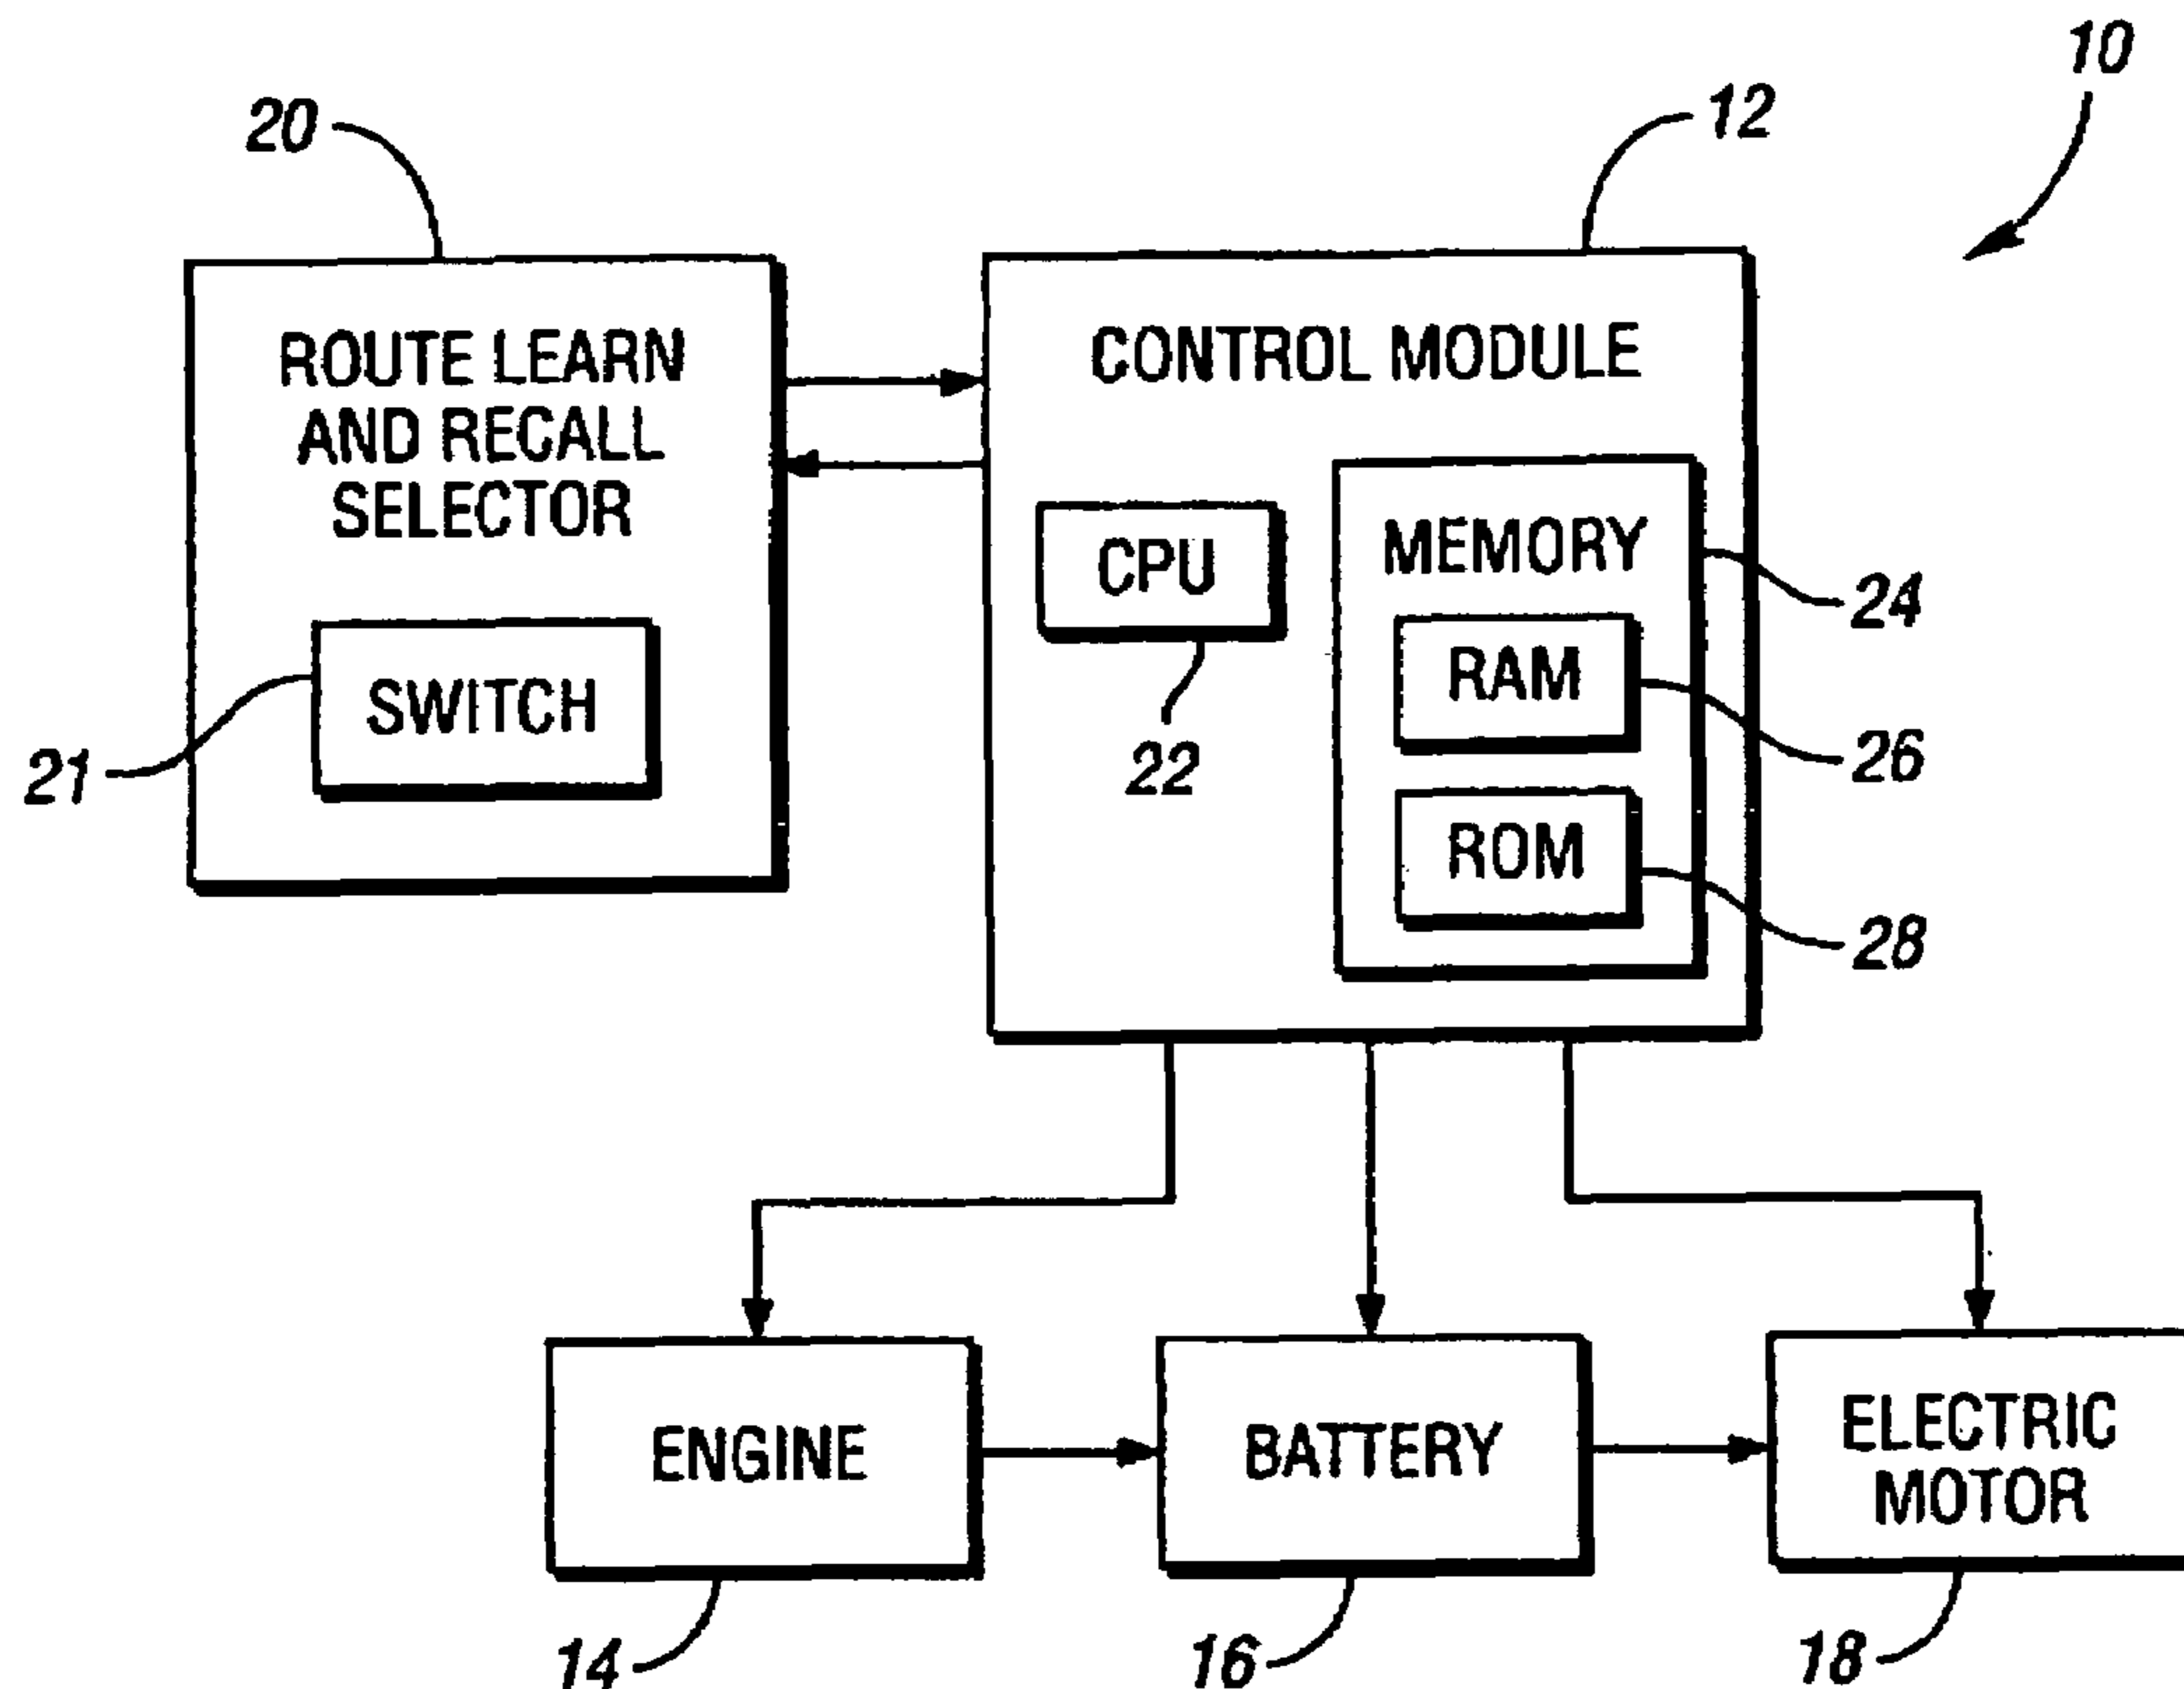 10
20
12
ROUTE LEARN
AND RECALL
SELECTOR
SWITCH
21
CONTROL MODULE
CPU
22
MEMORY
24
RAM
26
ROM
28
ENGINE
BATTERY
ELECTRIC
MOTOR
14
16
18